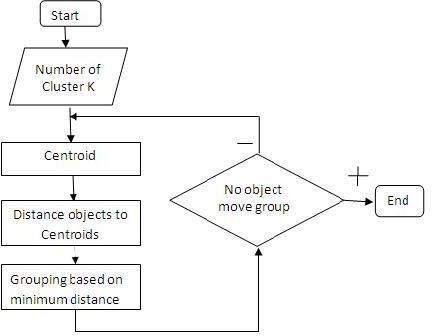 Start
Number of
Cluster K
Centroid
Distance objects to
Centroids
Grouping based on
minimum distance
No object
move group
−
+
End